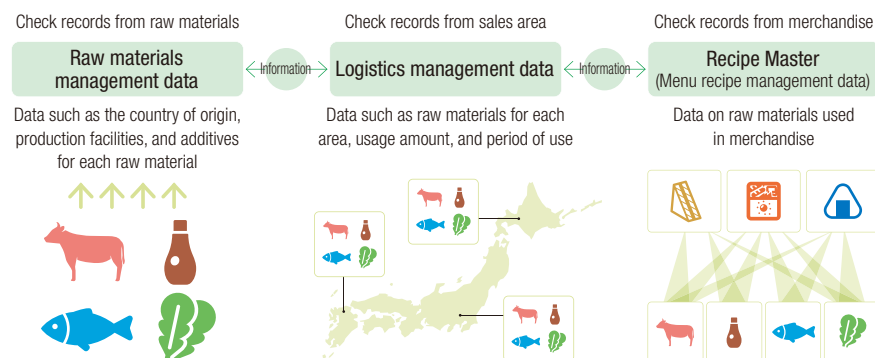 Check records from raw materials
Check records from sales area
Check records from merchandise
Raw materials
management data
Information
Logistics management data
Information
Recipe Master
(Menu recipe management data)
Data such as the country of origin,
production facilities, and additives
for each raw material
Data such as raw materials for each
area, usage amount, and period of use
Data on raw materials used
in merchandise